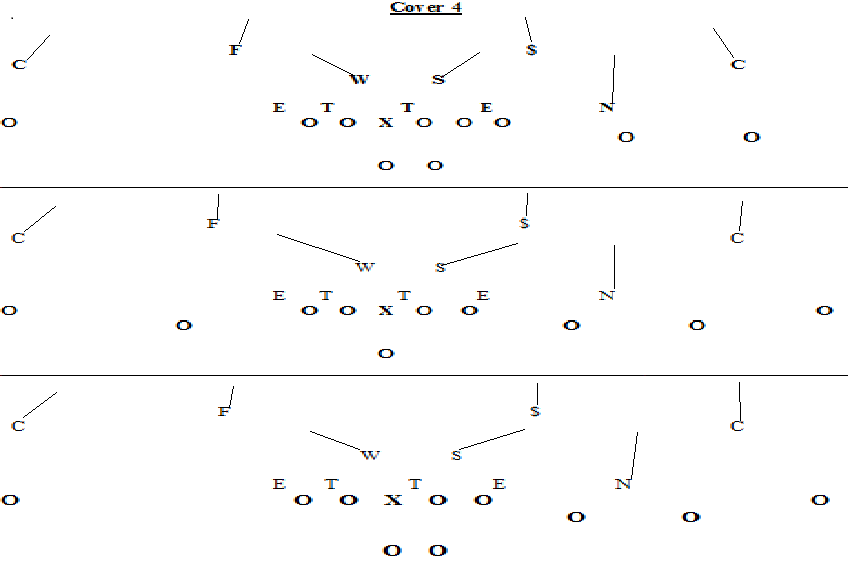 Cover 4
F S
C C
W S
E T T E N
O O O X O O O
O O
O O
F S
C C
W S
E T T E N
O O O X O O O
O O O
O
F S
C C
W S
E T T E N
O O O X O O O
O O
O O